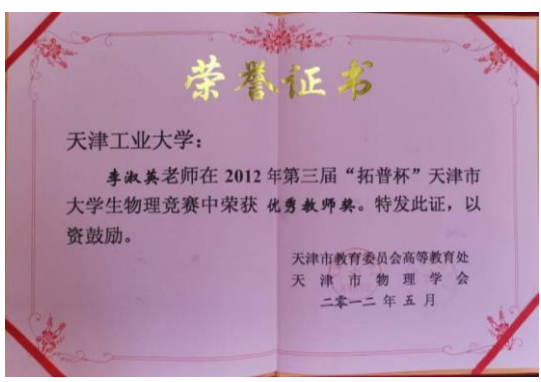 荣誉证书
天津工业大学：
李淑英老师在 2012 年第三届“拓普杯”天津市
大学生物理竞赛中荣获 优秀教师奖。特发此证，以
资鼓励。
天津市教育委员会高等教育处
天津市物理学会
二零一二年五月